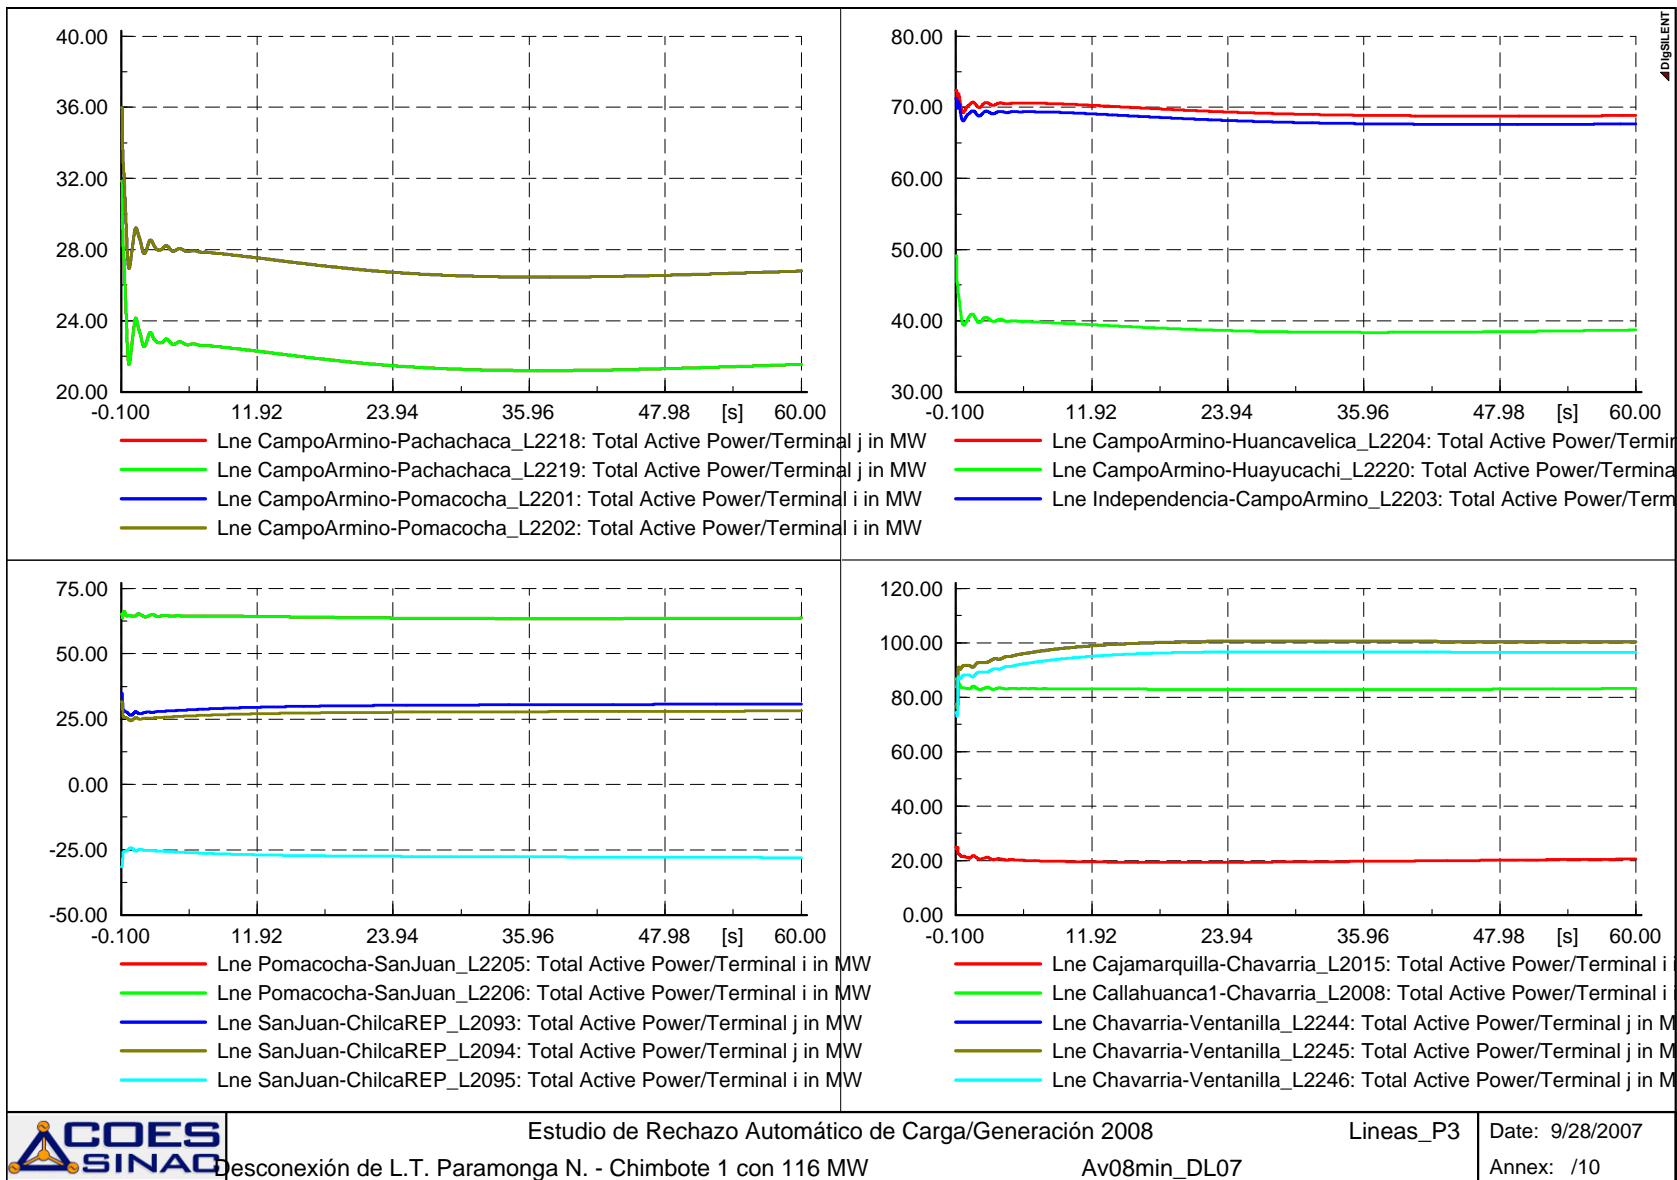 DIgSILENT
40.00
36.00
32.00
28.00
24.00
20.00
-0.100 11.92 23.94 35.96 47.98 [s] 60.00
Lne CampoArmino-Pachachaca_L2218: Total Active Power/Terminal j in MW
Lne CampoArmino-Pachachaca_L2219: Total Active Power/Terminal j in MW
Lne CampoArmino-Pomacocha_L2201: Total Active Power/Terminal i in MW
Lne CampoArmino-Pomacocha_L2202: Total Active Power/Terminal i in MW
80.00
70.00
60.00
50.00
40.00
30.00
-0.100 11.92 23.94 35.96 47.98 [s] 60.00
Lne CampoArmino-Huancavelica_L2204: Total Active Power/Termin
Lne CampoArmino-Huayucachi_L2220: Total Active Power/Termina
Lne Independencia-CampoArmino_L2203: Total Active Power/Term
75.00
50.00
25.00
0.00
-25.00
-50.00
-0.100 11.92 23.94 35.96 47.98 [s] 60.00
Lne Pomacocha-SanJuan_L2205: Total Active Power/Terminal i in MW
Lne Pomacocha-SanJuan_L2206: Total Active Power/Terminal i in MW
Lne SanJuan-ChilcaREP_L2093: Total Active Power/Terminal j in MW
Lne SanJuan-ChilcaREP_L2094: Total Active Power/Terminal j in MW
Lne SanJuan-ChilcaREP_L2095: Total Active Power/Terminal i in MW
120.00
100.00
80.00
60.00
40.00
20.00
0.00
-0.100 11.92 23.94 35.96 47.98 [s] 60.00
Lne Cajamarquilla-Chavarria_L2015: Total Active Power/Terminal i i
Lne Callahuanca1-Chavarria_L2008: Total Active Power/Terminal i i
Lne Chavarria-Ventanilla_L2244: Total Active Power/Terminal j in M
Lne Chavarria-Ventanilla_L2245: Total Active Power/Terminal j in M
Lne Chavarria-Ventanilla_L2246: Total Active Power/Terminal j in M
COES
SINAC
Estudio de Rechazo Automático de Carga/Generación 2008 Lineas_P3
Desconexión de L.T. Paramonga N. - Chimbote 1 con 116 MW Av08min_DL07
Date: 9/28/2007
Annex: /10